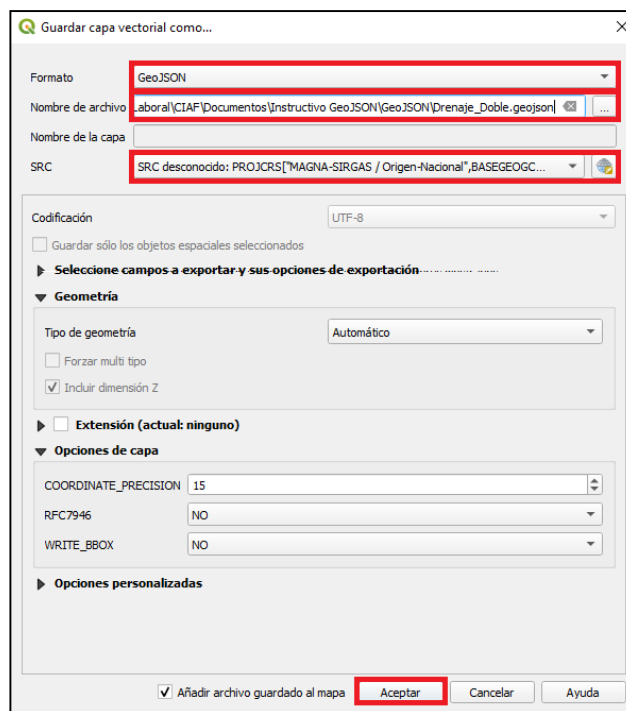 Guardar capa vectorial como...
Formato GeoJSON
Nombre de archivo Laboral\CIAF\Documentos\Instructivo GeoJSON\GeoJSON\Drenaje_Doble.geojson ...
Nombre de la capa
SRC SRC desconocido: PROJCRS["MAGNA-SIRGAS / Origen-Nacional",BASEGEOGC...
Codificación UTF-8
Guardar sólo los objetos espaciales seleccionados
Seleccione campos a exportar y sus opciones de exportación
Geometría
Tipo de geometría Automático
Forzar multi tipo
Incluir dimensión Z
Extensión (actual: ninguno)
Opciones de capa
COORDINATE_PRECISION 15
RFC7946 NO
WRITE_BBOX NO
Opciones personalizadas
Añadir archivo guardado al mapa Aceptar Cancelar Ayuda